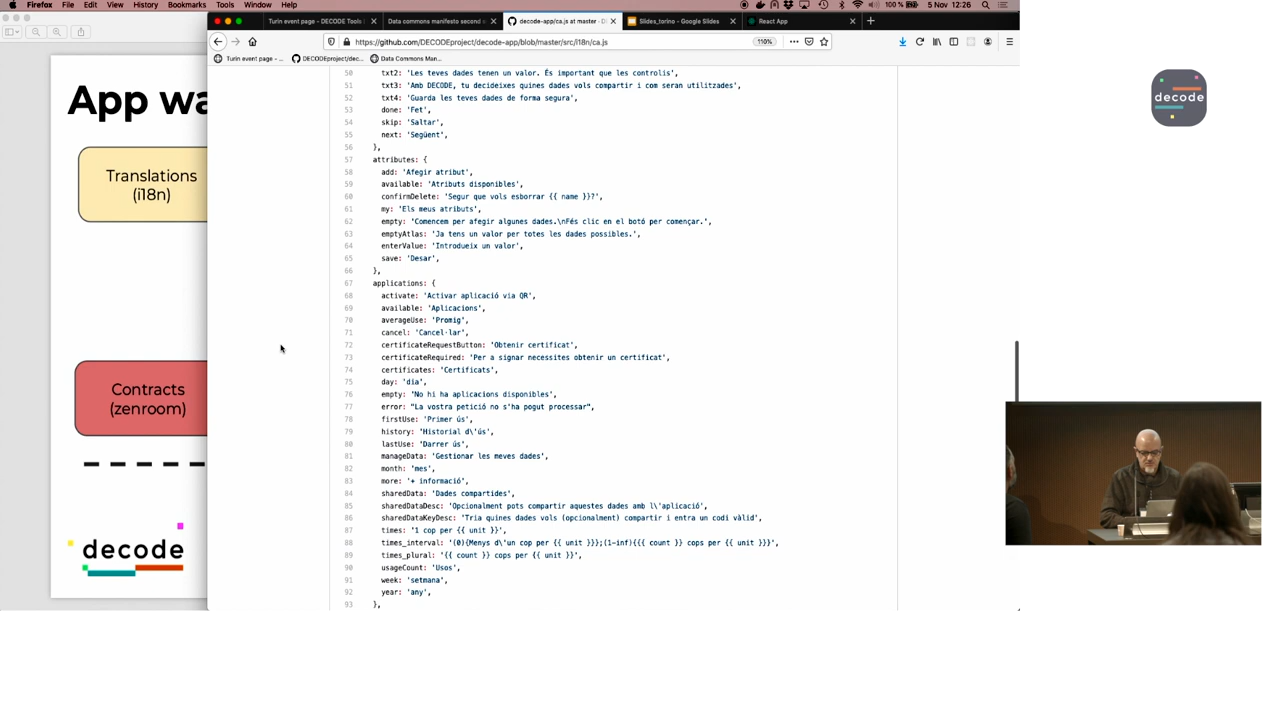 Firefox File Edit View History Bookmarks Tools Window Help 100 % 5 Nov 12:26
Turin event page - DECODE Tools Data commons manifesto second decode-app/ca.js at master · D Slides_torino - Google Slides React App
https://github.com/DECODEproject/decode-app/blob/master/src/i18n/ca.js 110%
Turin event page - ... DECODEproject/dec... Data Commons Man...
App wa
Translations
(i18n)
Contracts
(zenroom)
decode
50 txt2: 'Les teves dades tenen un valor. És important que les controlis',
51 txt3: 'Amb DECODE, tu decideixes quines dades vols compartir i com seran utilitzades',
52 txt4: 'Guarda les teves dades de forma segura',
53 done: 'Fet',
54 skip: 'Saltar',
55 next: 'Següent',
56 },
57 attributes: {
58 add: 'Afegir atribut',
59 available: 'Atributs disponibles',
60 confirmDelete: 'Segur que vols esborrar {{ name }}?',
61 my: 'Els meus atributs',
62 empty: 'Comencem per afegir algunes dades.\nFés clic en el botó per començar.',
63 emptyAtlas: 'Ja tens un valor per totes les dades possibles.',
64 enterValue: 'Introdueix un valor',
65 save: 'Desar',
66 },
67 applications: {
68 activate: 'Activar aplicació via QR',
69 available: 'Aplicacions',
70 averageUse: 'Promig',
71 cancel: 'Cancel·lar',
72 certificateRequestButton: 'Obtenir certificat',
73 certificateRequired: 'Per a signar necessites obtenir un certificat',
74 certificates: 'Certificats',
75 day: 'dia',
76 empty: 'No hi ha aplicacions disponibles',
77 error: "La vostra petició no s'ha pogut processar",
78 firstUse: 'Primer ús',
79 history: 'Historial d\'ús',
80 lastUse: 'Darrer ús',
81 manageData: 'Gestionar les meves dades',
82 month: 'mes',
83 more: '+ informació',
84 sharedData: 'Dades compartides',
85 sharedDataDesc: 'Opcionalment pots compartir aquestes dades amb l\'aplicació',
86 sharedDataKeyDesc: 'Tria quines dades vols (opcionalment) compartir i entra un codi vàlid',
87 times: '1 cop per {{ unit }}',
88 times_interval: '(0){Menys d\'un cop per {{ unit }}};(1-inf){{{ count }} cops per {{ unit }}}',
89 times_plural: '{{ count }} cops per {{ unit }}',
90 usageCount: 'Usos',
91 week: 'setmana',
92 year: 'any',
93 },
decode